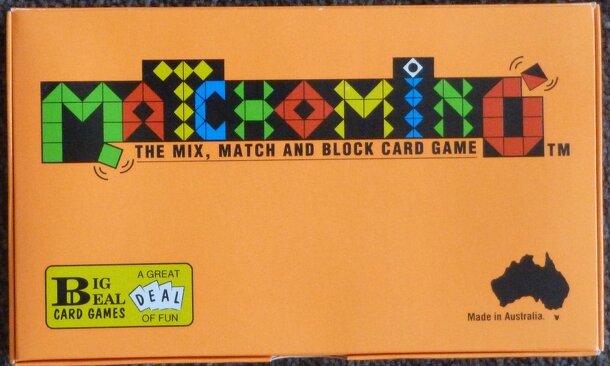 MATCHOMINO TM
THE MIX, MATCH AND BLOCK CARD GAME
BIG DEAL
CARD GAMES
A GREAT
DEAL
OF FUN
Made in Australia.